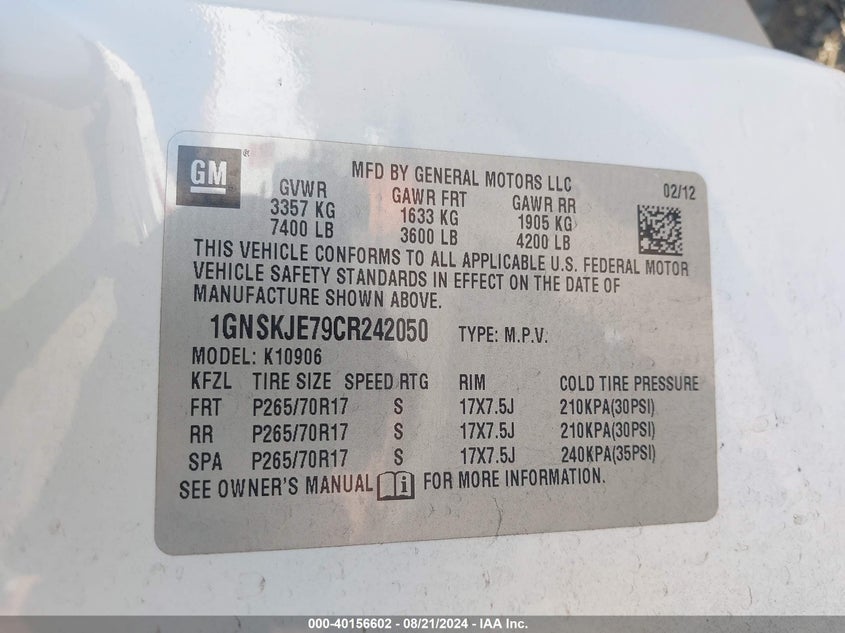 GM®
MFD BY GENERAL MOTORS LLC
02/12
GVWR GAWR FRT GAWR RR
3357 KG 1633 KG 1905 KG
7400 LB 3600 LB 4200 LB
THIS VEHICLE CONFORMS TO ALL APPLICABLE U.S. FEDERAL MOTOR
VEHICLE SAFETY STANDARDS IN EFFECT ON THE DATE OF
MANUFACTURE SHOWN ABOVE.
1GNSKJE79CR242050 TYPE: M.P.V.
MODEL: K10906
KFZL TIRE SIZE SPEED RTG RIM COLD TIRE PRESSURE
FRT P265/70R17 S 17X7.5J 210KPA(30PSI)
RR P265/70R17 S 17X7.5J 210KPA(30PSI)
SPA P265/70R17 S 17X7.5J 240KPA(35PSI)
SEE OWNER'S MANUAL i FOR MORE INFORMATION.
000-40156602 - 08/21/2024 - IAA Inc.